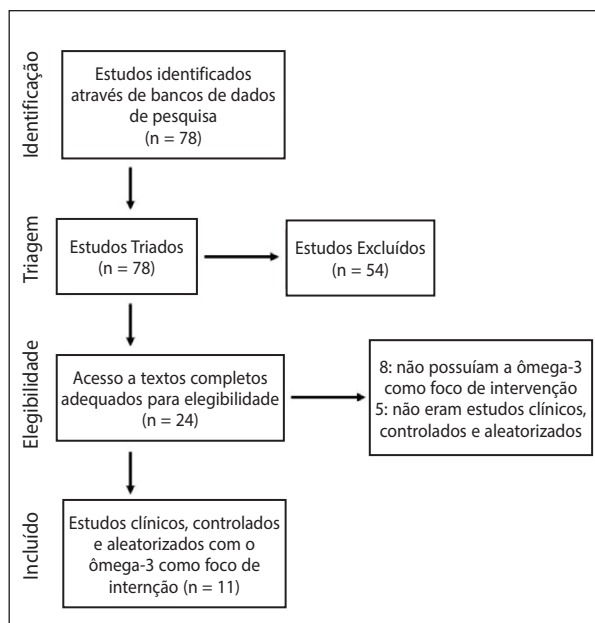 Identificação
Estudos identificados
através de bancos de dados
de pesquisa
(n = 78)
Triagem
Estudos Triados
(n = 78)
Estudos Excluídos
(n = 54)
Elegibilidade
Acesso a textos completos
adequados para elegibilidade
(n = 24)
8: não possuíam a ômega-3
como foco de intervenção
5: não eram estudos clínicos,
controlados e aleatorizados
Incluído
Estudos clínicos, controlados
e aleatorizados com o
ômega-3 como foco de
internção (n = 11)